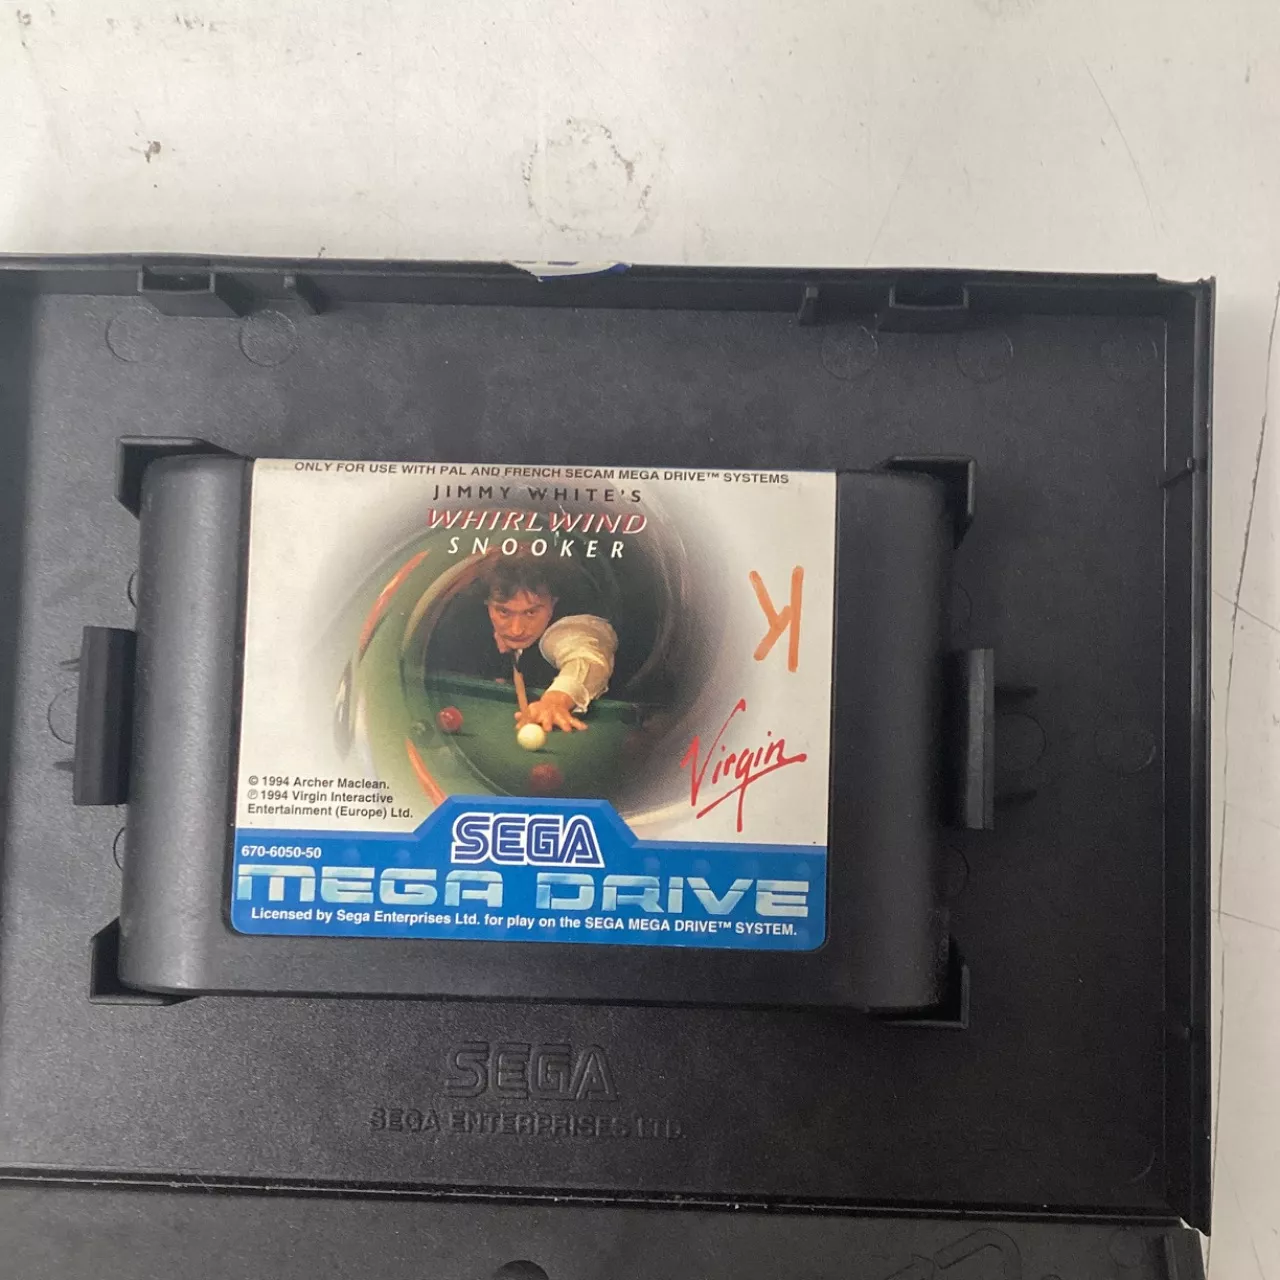 ONLY FOR USE WITH PAL AND FRENCH SECAM MEGA DRIVE™ SYSTEMS
JIMMY WHITE'S
WHIRLWIND
SNOOKER
K
Virgin
© 1994 Archer Maclean.
℗ 1994 Virgin Interactive
Entertainment (Europe) Ltd.
SEGA
670-6050-50
MEGA DRIVE
Licensed by Sega Enterprises Ltd. for play on the SEGA MEGA DRIVE™ SYSTEM.
SEGA
SEGA ENTERPRISES LTD.